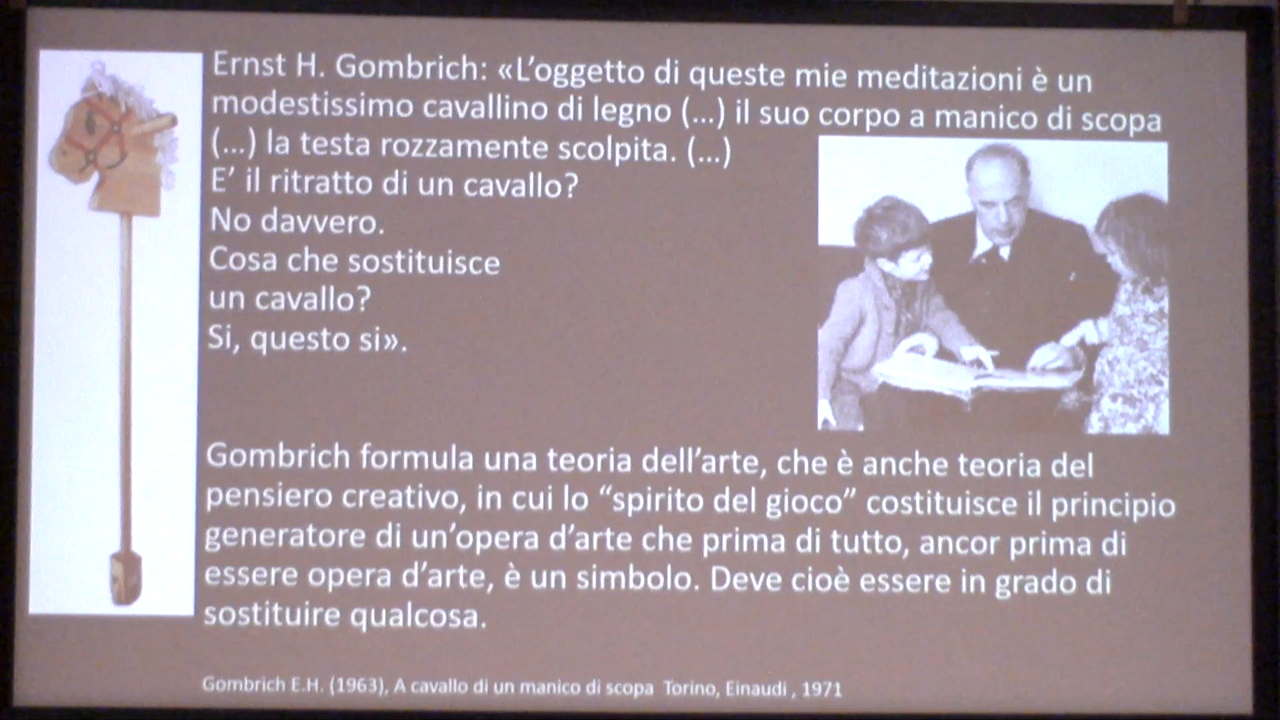 Ernst H. Gombrich: «L’oggetto di queste mie meditazioni è un
modestissimo cavallino di legno (...) il suo corpo a manico di scopa
(...) la testa rozzamente scolpita. (...)
E’ il ritratto di un cavallo?
No davvero.
Cosa che sostituisce
un cavallo?
Si, questo si».
Gombrich formula una teoria dell’arte, che è anche teoria del
pensiero creativo, in cui lo “spirito del gioco” costituisce il principio
generatore di un’opera d’arte che prima di tutto, ancor prima di
essere opera d’arte, è un simbolo. Deve cioè essere in grado di
sostituire qualcosa.
Gombrich E.H. (1963), A cavallo di un manico di scopa Torino, Einaudi , 1971